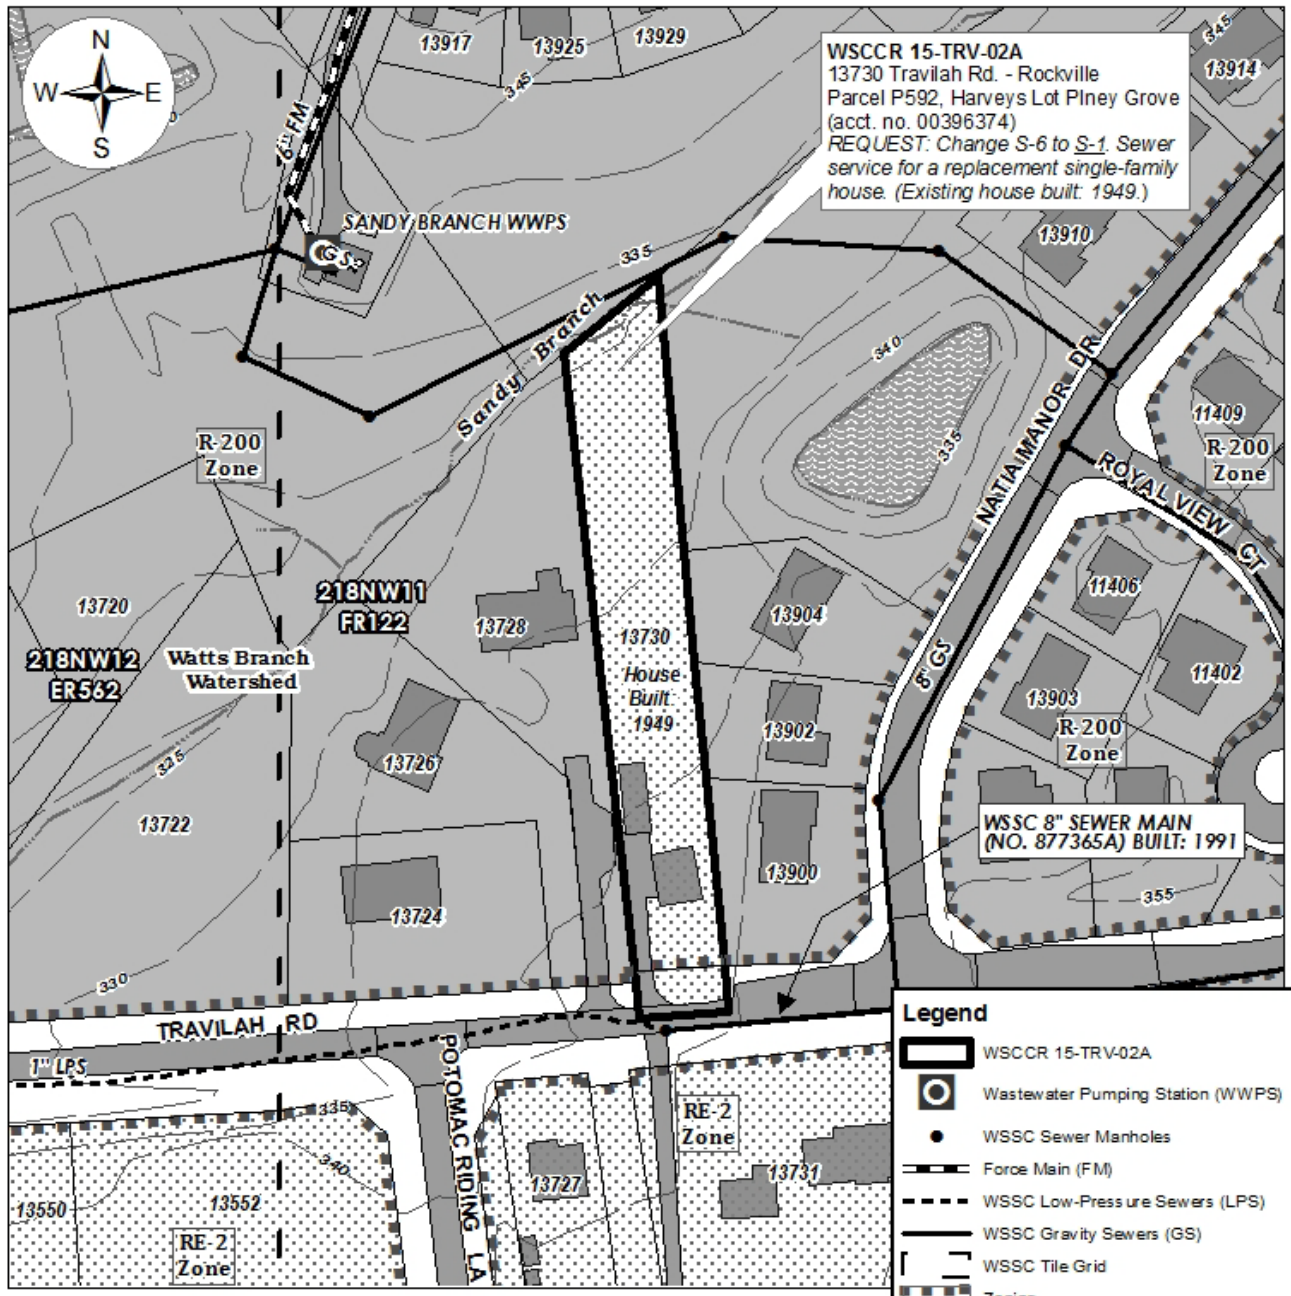 N
W E
S
13917
13925
13929
345
345
13914
WSCCR 15-TRV-02A
13730 Travilah Rd. - Rockville
Parcel P592, Harveys Lot PIney Grove
(acct. no. 00396374)
REQUEST: Change S-6 to S-1. Sewer
service for a replacement single-family
house. (Existing house built: 1949.)
6" FM
SANDY BRANCH WWPS
GS
335
13910
Sandy Branch
340
335
NATIA MANOR DR
11409
R-200
Zone
R-200
Zone
ROYAL VIEW CT
11406
218NW11
FR122
13720
13728
13730
House
Built
1949
13904
218NW12
ER562
Watts Branch
Watershed
8" GS
11402
13903
R-200
Zone
13902
13726
325
13722
WSSC 8" SEWER MAIN
(NO. 877365A) BUILT: 1991
13900
13724
355
330
TRAVILAH RD
1" LPS
POTOMAC RIDING LA
335
340
RE-2
Zone
13727
13731
13550
13552
RE-2
Zone
Legend
WSCCR 15-TRV-02A
Wastewater Pumping Station (WWPS)
WSSC Sewer Manholes
Force Main (FM)
WSSC Low-Pressure Sewers (LPS)
WSSC Gravity Sewers (GS)
WSSC Tile Grid
Zoning